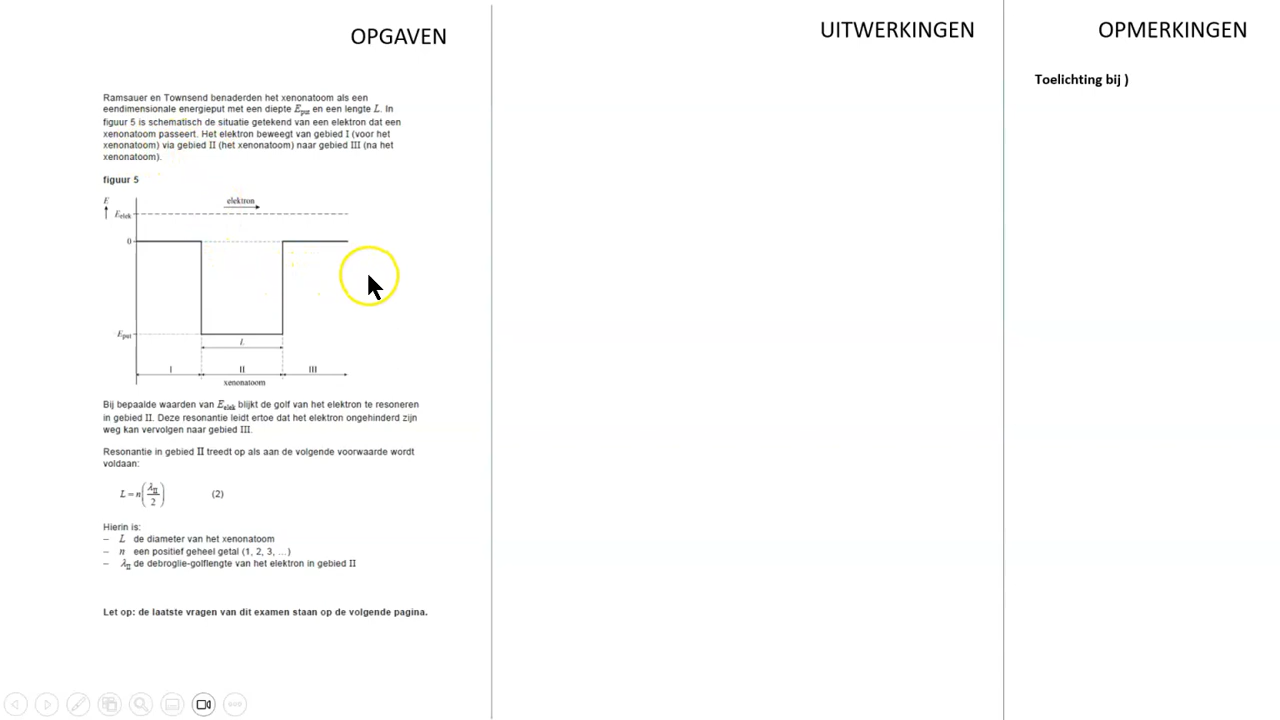 OPGAVEN
UITWERKINGEN
OPMERKINGEN
Toelichting bij )
Ramsauer en Townsend benaderden het xenonatoom als een
eendimensionale energieput met een diepte Eput en een lengte L. In
figuur 5 is schematisch de situatie getekend van een elektron dat een
xenonatoom passeert. Het elektron beweegt van gebied I (voor het
xenonatoom) via gebied II (het xenonatoom) naar gebied III (na het
xenonatoom).
figuur 5
E
elektron
Eelek
0
Eput
L
I II III
xenonatoom
Bij bepaalde waarden van Eelek blijkt de golf van het elektron te resoneren
in gebied II. Deze resonantie leidt ertoe dat het elektron ongehinderd zijn
weg kan vervolgen naar gebied III.
Resonantie in gebied II treedt op als aan de volgende voorwaarde wordt
voldaan:
L = n(λII/2) (2)
Hierin is:
– L de diameter van het xenonatoom
– n een positief geheel getal (1, 2, 3, ...)
– λII de debroglie-golflengte van het elektron in gebied II
Let op: de laatste vragen van dit examen staan op de volgende pagina.